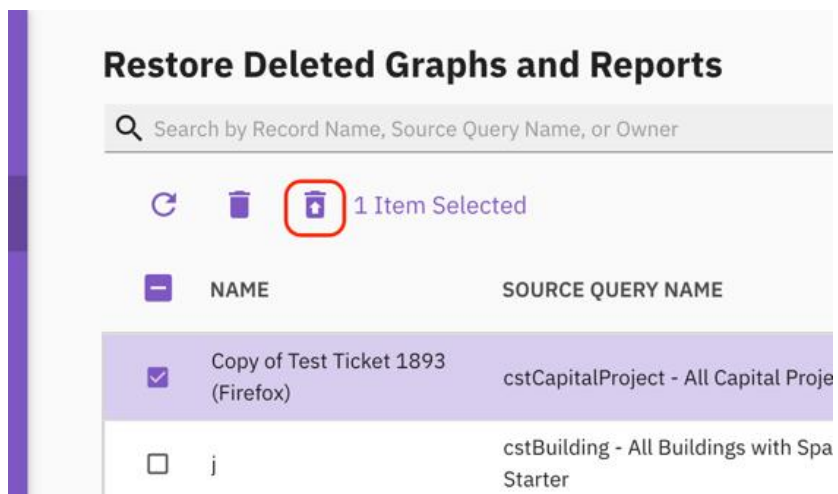 Restore Deleted Graphs and Reports
Search by Record Name, Source Query Name, or Owner
1 Item Selected
NAME SOURCE QUERY NAME
Copy of Test Ticket 1893
(Firefox)
cstCapitalProject - All Capital Proje
j
cstBuilding - All Buildings with Spa
Starter